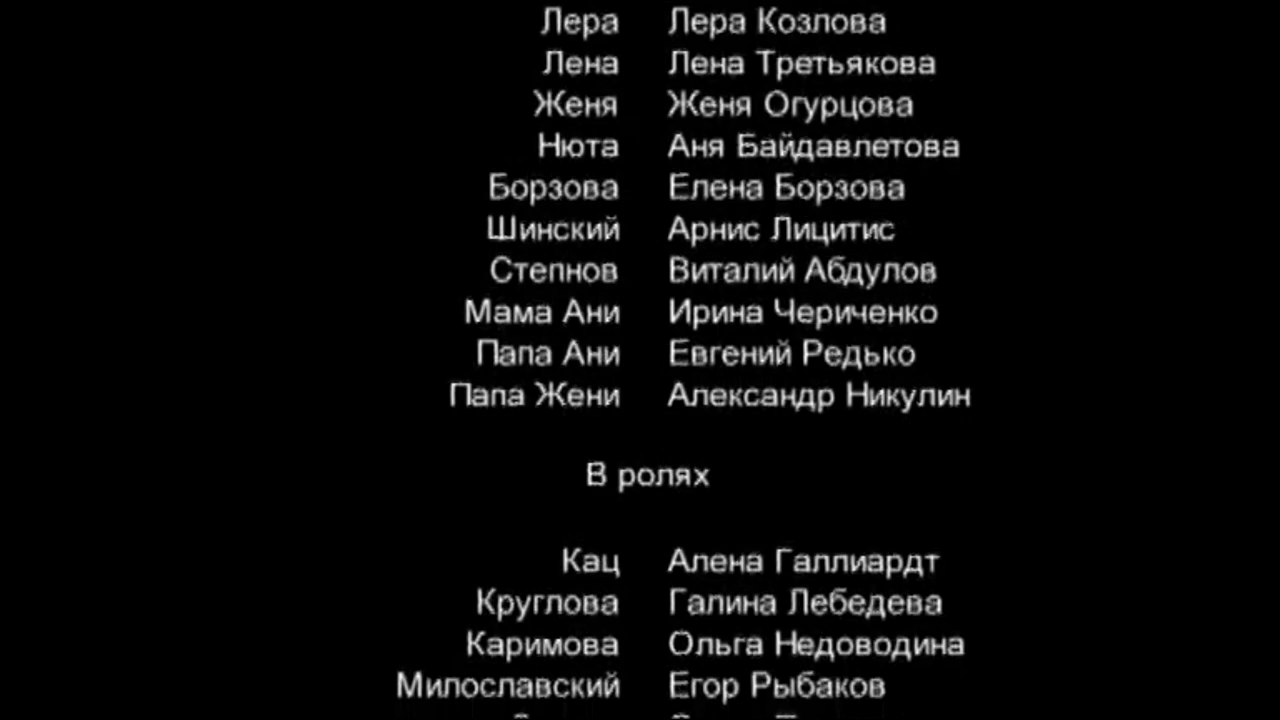 Лера Лера Козлова
Лена Лена Третьякова
Женя Женя Огурцова
Нюта Аня Байдавлетова
Борзова Елена Борзова
Шинский Арнис Лицитис
Степнов Виталий Абдулов
Мама Ани Ирина Чериченко
Папа Ани Евгений Редько
Папа Жени Александр Никулин
В ролях
Кац Алена Галлиардт
Круглова Галина Лебедева
Каримова Ольга Недоводина
Милославский Егор Рыбаков